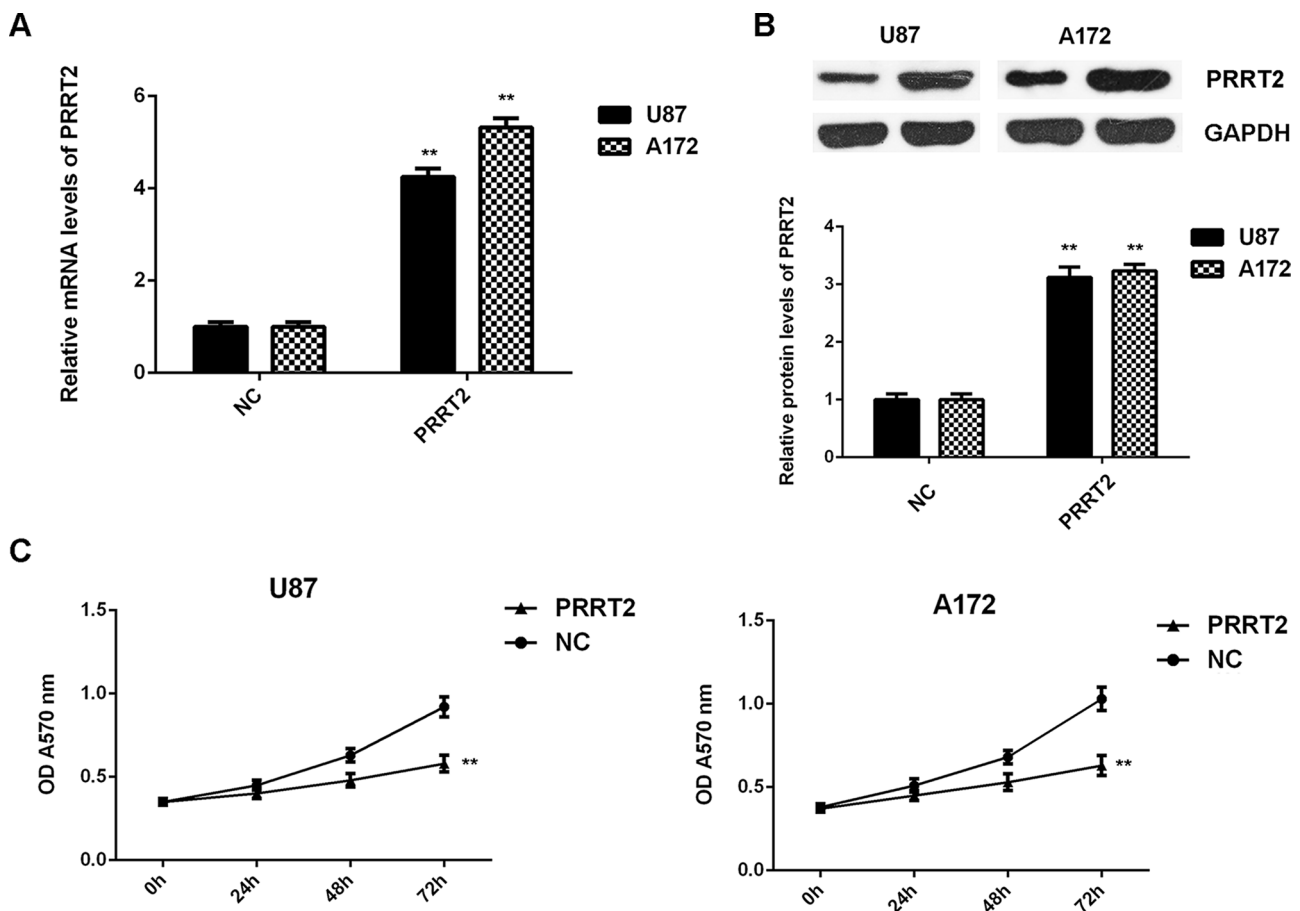 A
Relative mRNA levels of PRRT2
6
4
2
0
**
**
NC
PRRT2
U87
A172
B
U87 A172
PRRT2
GAPDH
Relative protein levels of PRRT2
4
3
2
1
0
** **
NC
PRRT2
U87
A172
C
U87
OD A570 nm
1.5
1.0
0.5
0.0
0h 24h 48h 72h
**
PRRT2
NC
A172
OD A570 nm
1.5
1.0
0.5
0.0
0h 24h 48h 72h
**
PRRT2
NC